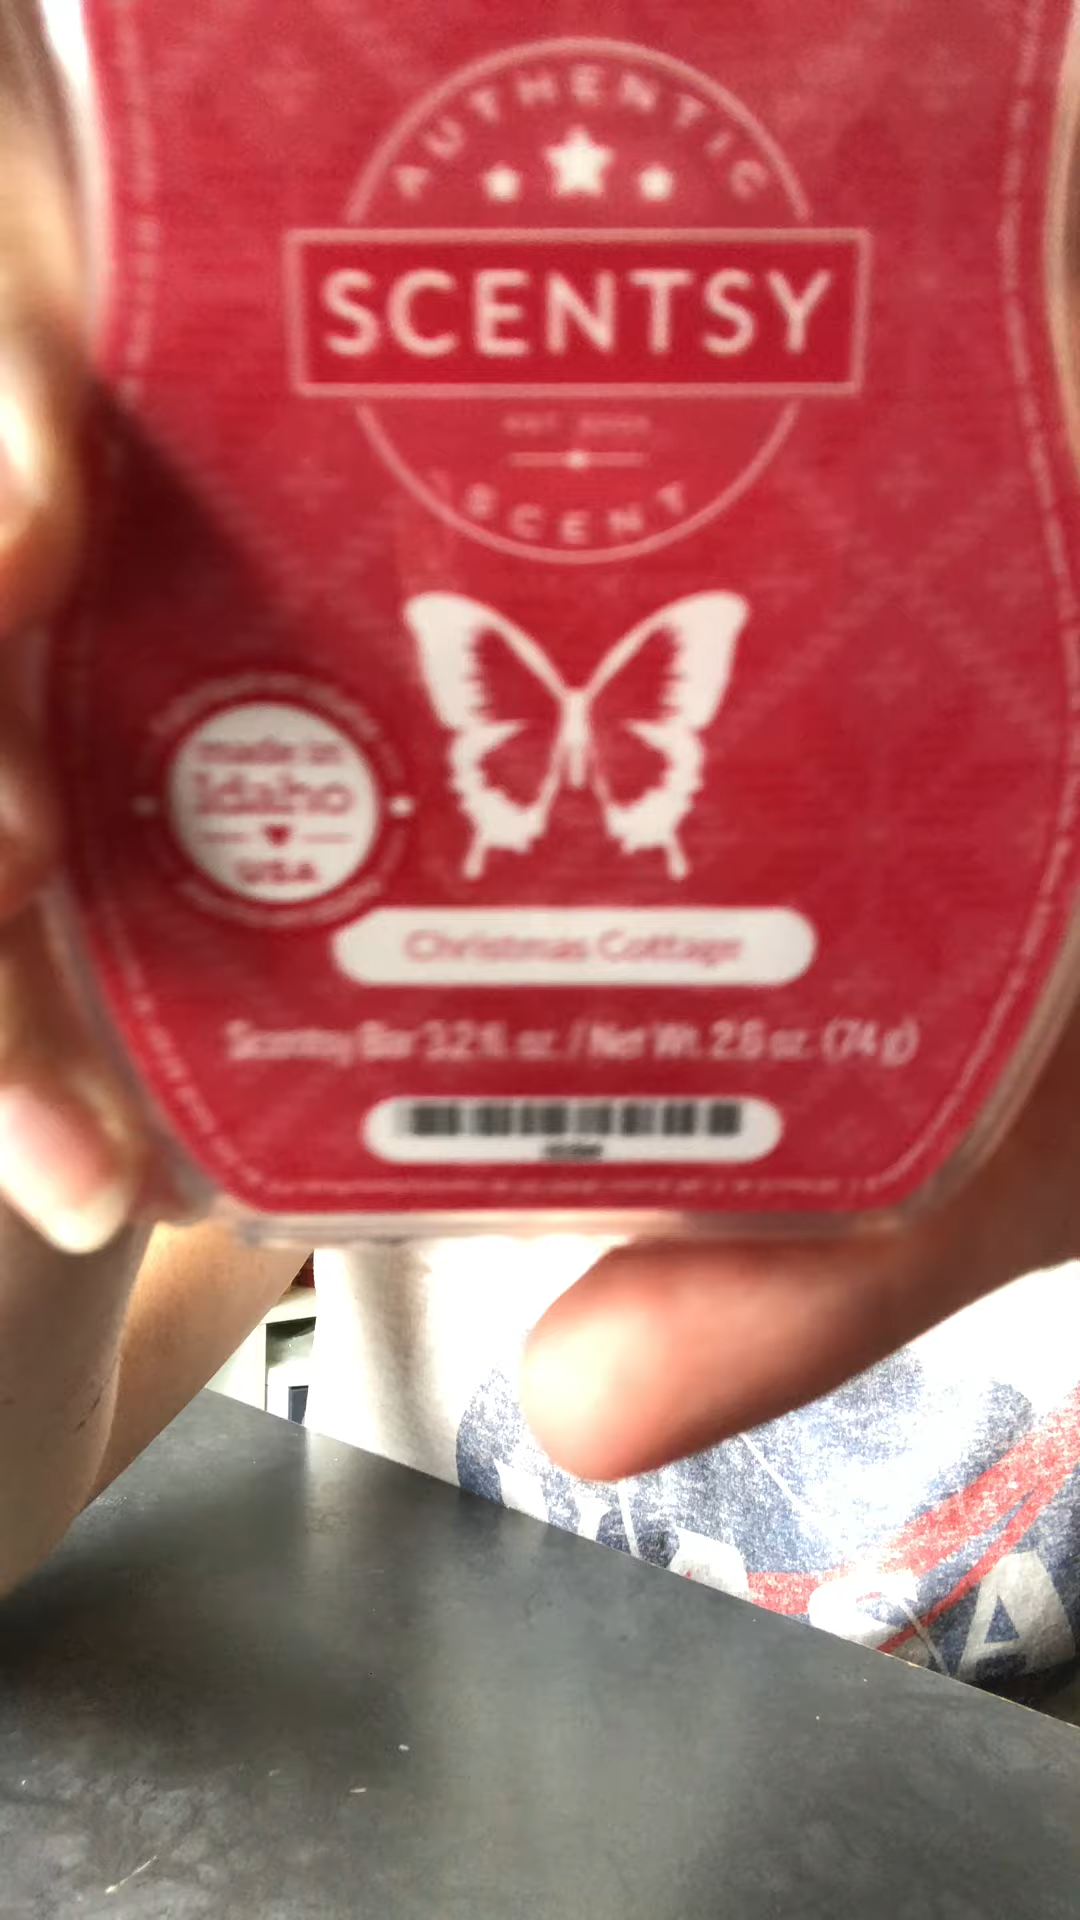 AUTHENTIC
SCENTSY
SCENT
made in
Idaho
USA
Christmas Cottage
Scentsy Bar 3.2 fl. oz. / Net Wt. 2.6 oz. (74 g)